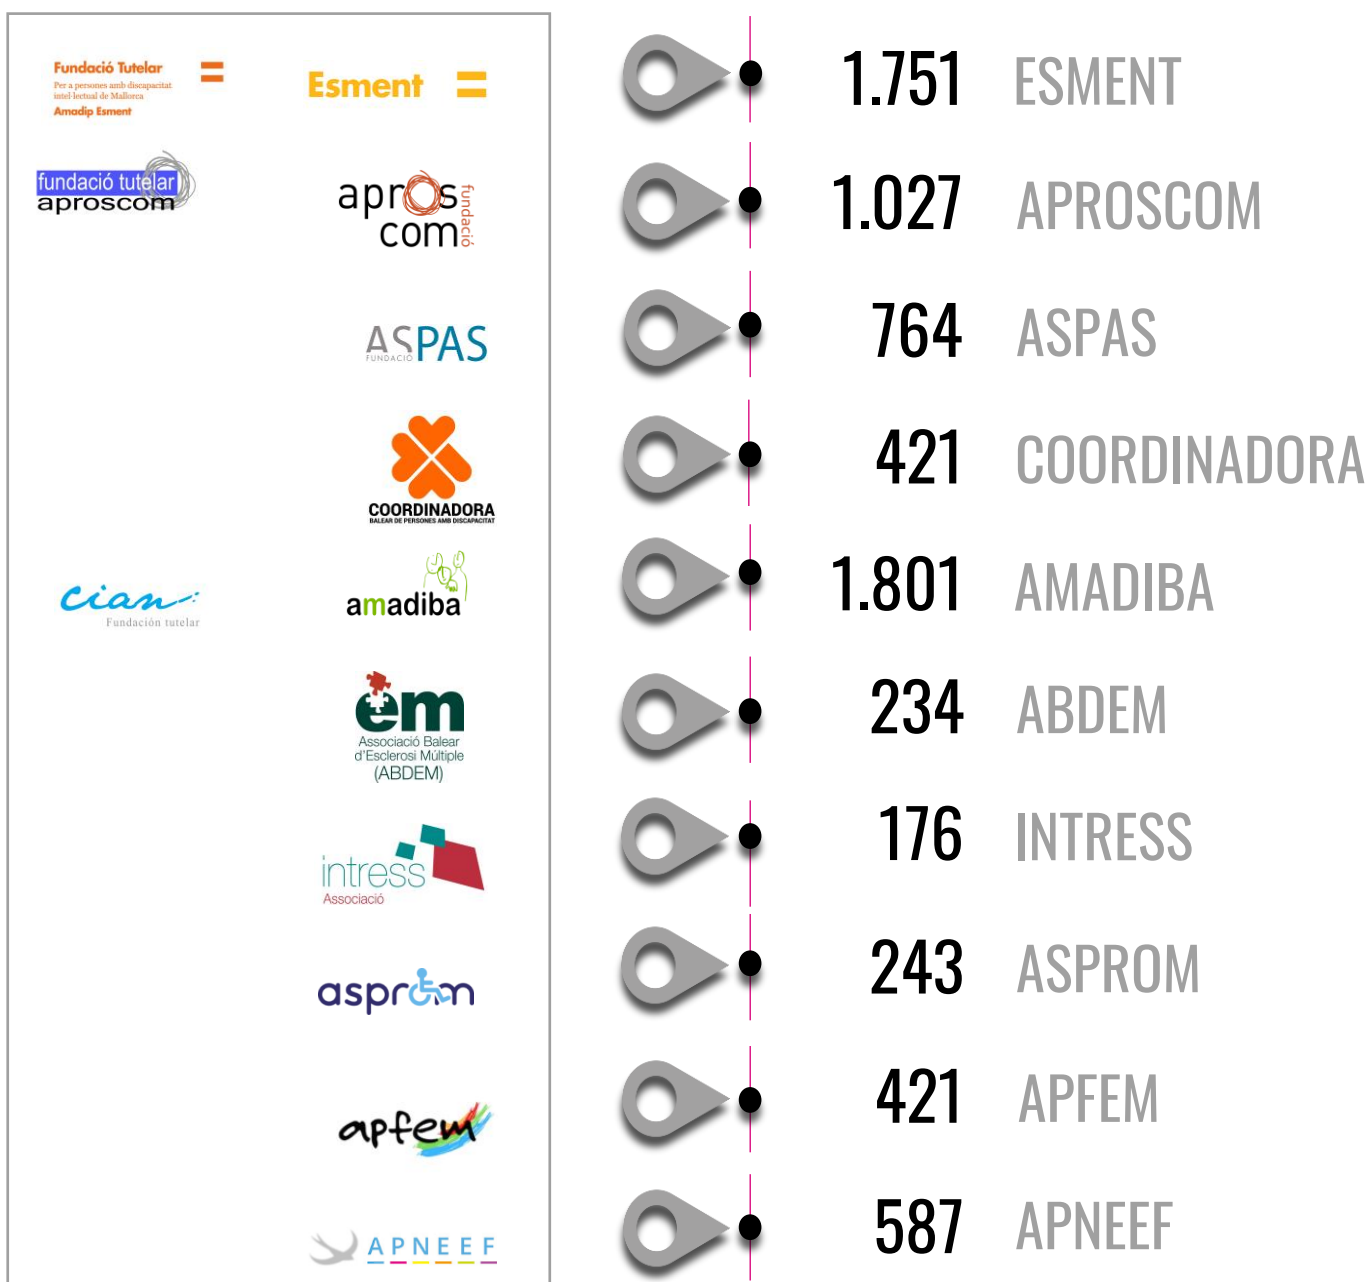 Fundació Tutelar
Per a persones amb discapacitat
intel·lectual de Mallorca
Amadip Esment
Esment
1.751 ESMENT
fundació tutelar
aproscom
apros
com
fundació
1.027 APROSCOM
ASPAS
FUNDACIÓ
764 ASPAS
COORDINADORA
BALEAR DE PERSONES AMB DISCAPACITAT
421 COORDINADORA
cian
Fundación tutelar
amadiba
1.801 AMADIBA
em
Associació Balear
d'Esclerosi Múltiple
(ABDEM)
234 ABDEM
intress
Associació
176 INTRESS
asprom
243 ASPROM
apfem
421 APFEM
APNEEF
587 APNEEF